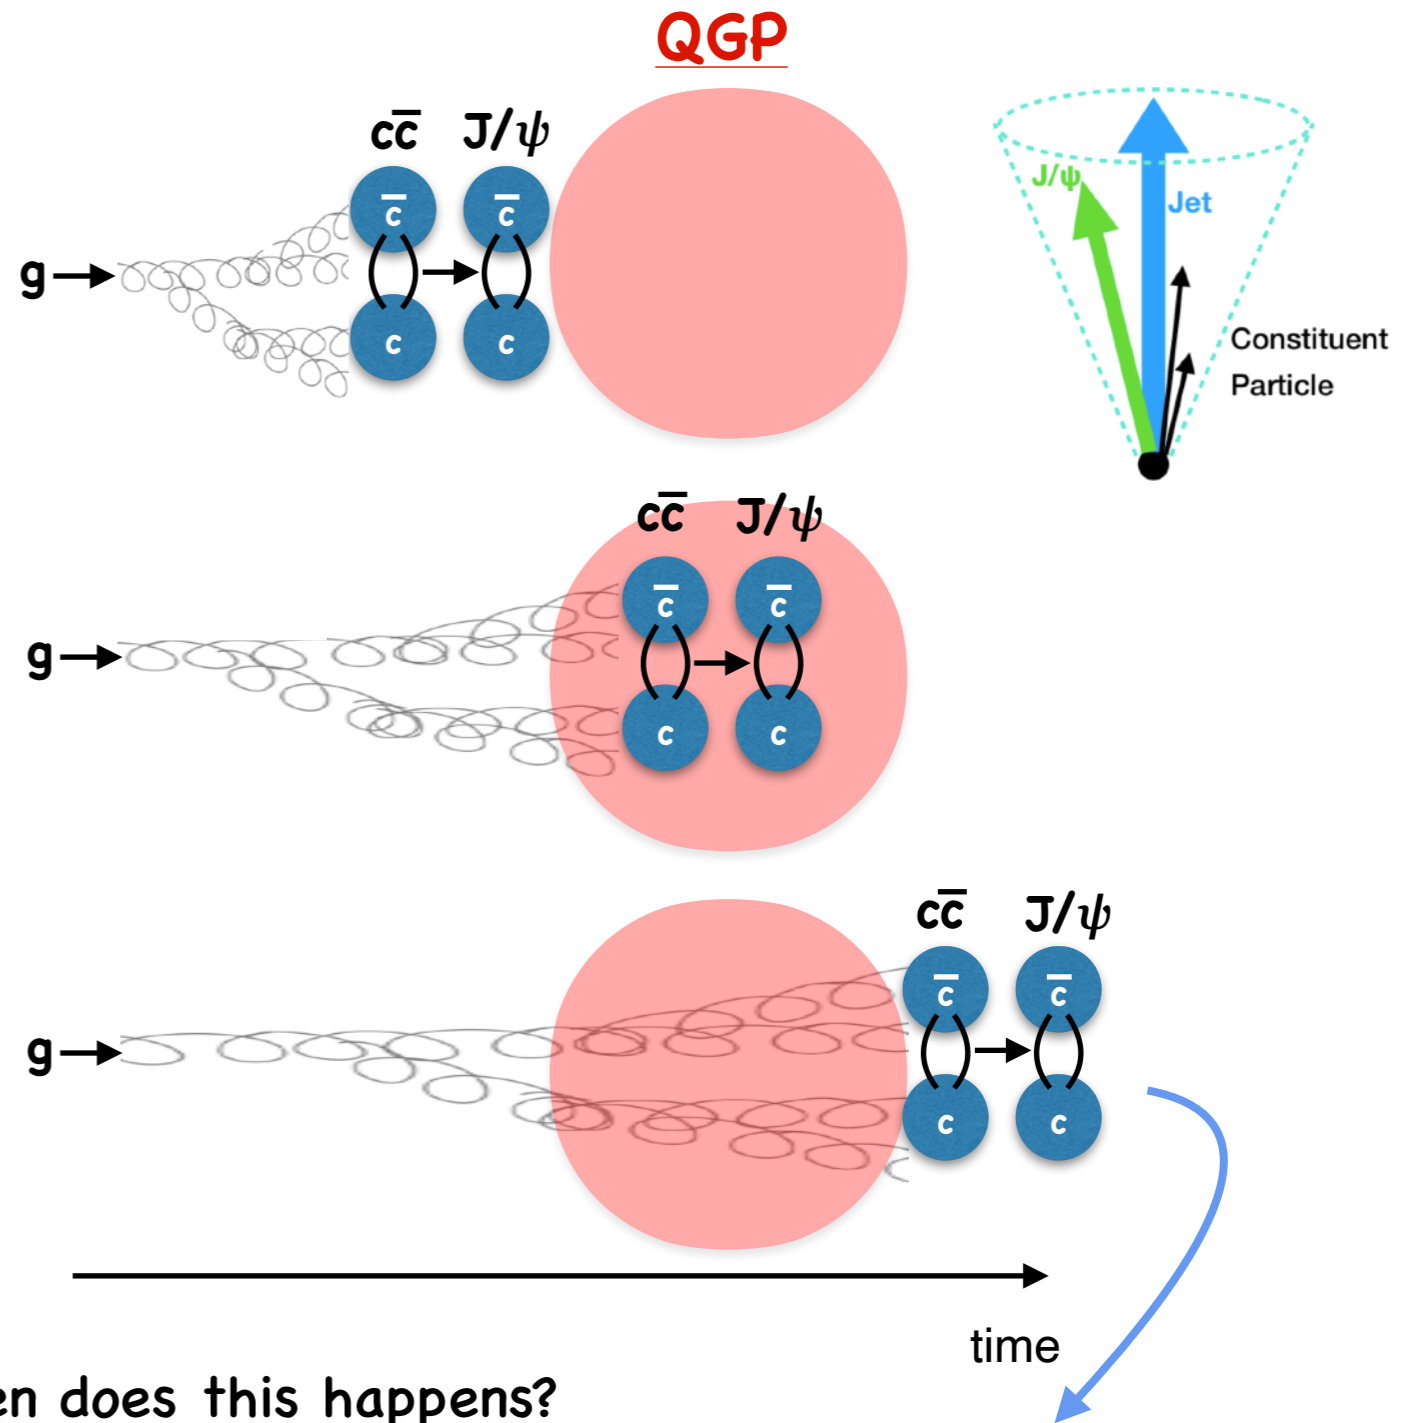 QGP
cc̅ J/ψ
c̅ c̅
g
c c
J/ψ
Jet
Constituent
Particle
cc̅ J/ψ
c̅ c̅
g
c c
cc̅ J/ψ
c̅ c̅
g
c c
time
en does this happens?